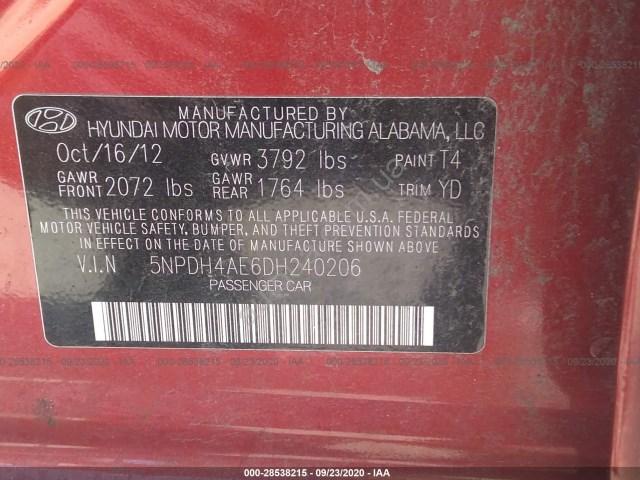 MANUFACTURED BY
HYUNDAI MOTOR MANUFACTURING ALABAMA, LLC
Oct/16/12 GVWR 3792 lbs PAINT T4
GAWR FRONT 2072 lbs GAWR REAR 1764 lbs TRIM YD
THIS VEHICLE CONFORMS TO ALL APPLICABLE U.S.A. FEDERAL
MOTOR VEHICLE SAFETY, BUMPER, AND THEFT PREVENTION STANDARDS
IN EFFECT ON THE DATE OF MANUFACTURE SHOWN ABOVE.
V.I.N 5NPDH4AE6DH240206
PASSENGER CAR
000-28538215 - 09/23/2020 - IAA